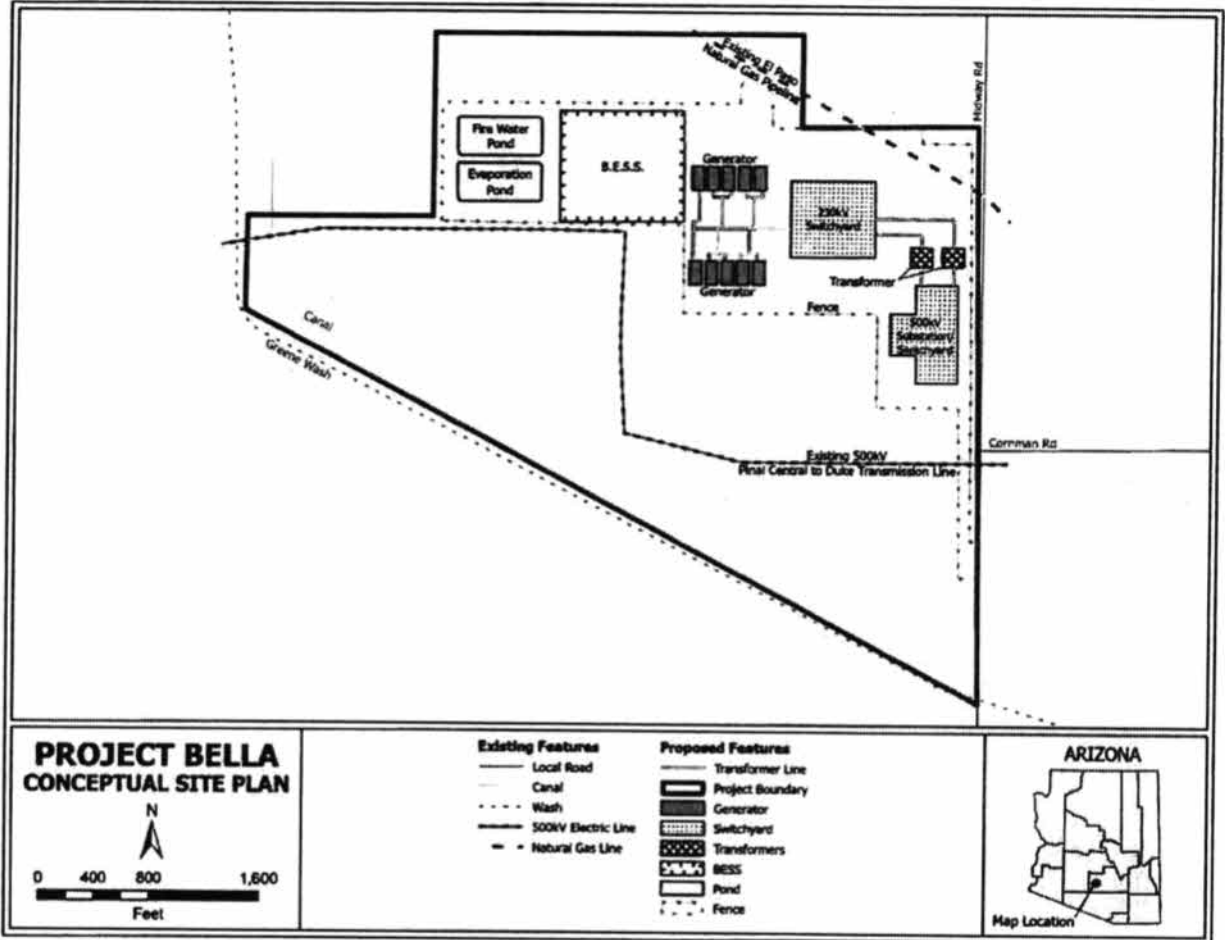 Existing El Paso
Natural Gas Pipeline
Midway Rd
Fire Water
Pond
Evaporation
Pond
B.E.S.S.
Generator
230kV
Switchyard
Transformer
Generator
Fence
500kV
Substation/
Switchyard
Canal
Greene Wash
Cornman Rd
Existing 500kV
Pinal Central to Duke Transmission Line
PROJECT BELLA
CONCEPTUAL SITE PLAN
N
0 400 800 1,600
Feet
Existing Features
Local Road
Canal
Wash
500kV Electric Line
Natural Gas Line
Proposed Features
Transformer Line
Project Boundary
Generator
Switchyard
Transformers
BESS
Pond
Fence
ARIZONA
Map Location